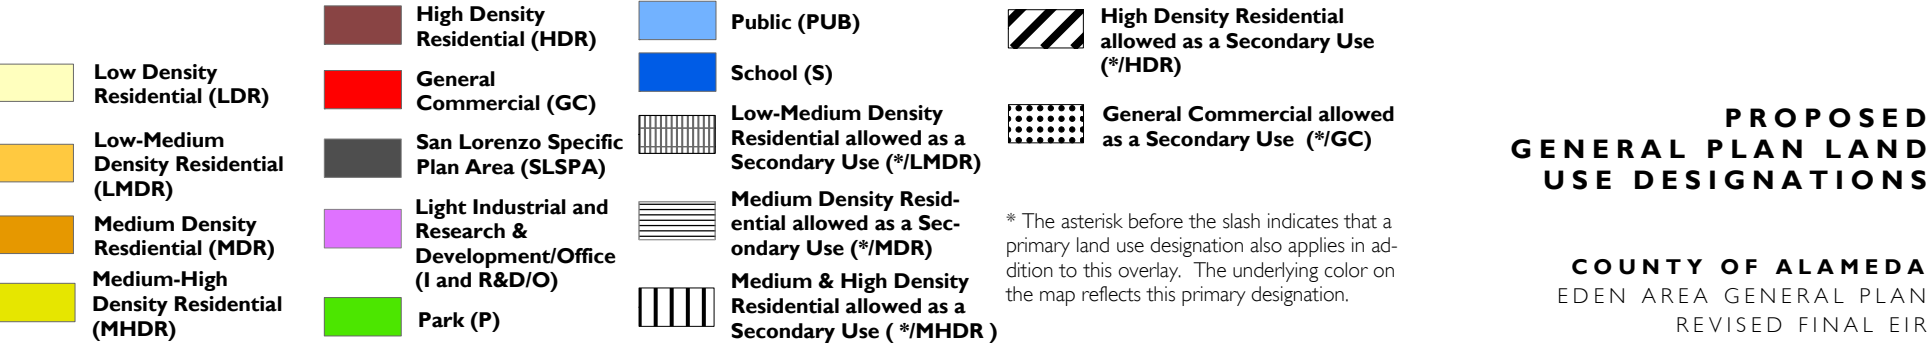 Low Density
Residential (LDR)
Low-Medium
Density Residential
(LMDR)
Medium Density
Resdiential (MDR)
Medium-High
Density Residential
(MHDR)
High Density
Residential (HDR)
General
Commercial (GC)
San Lorenzo Specific
Plan Area (SLSPA)
Light Industrial and
Research &
Development/Office
(I and R&D/O)
Park (P)
Public (PUB)
School (S)
Low-Medium Density
Residential allowed as a
Secondary Use (*/LMDR)
Medium Density Resid-
ential allowed as a Sec-
ondary Use (*/MDR)
Medium & High Density
Residential allowed as a
Secondary Use ( */MHDR )
High Density Residential
allowed as a Secondary Use
(*/HDR)
General Commercial allowed
as a Secondary Use  (*/GC)
* The asterisk before the slash indicates that a
primary land use designation also applies in ad-
dition to this overlay.  The underlying color on
the map reflects this primary designation.
PROPOSED
GENERAL PLAN LAND
USE DESIGNATIONS
COUNTY OF ALAMEDA
EDEN AREA GENERAL PLAN
REVISED FINAL EIR